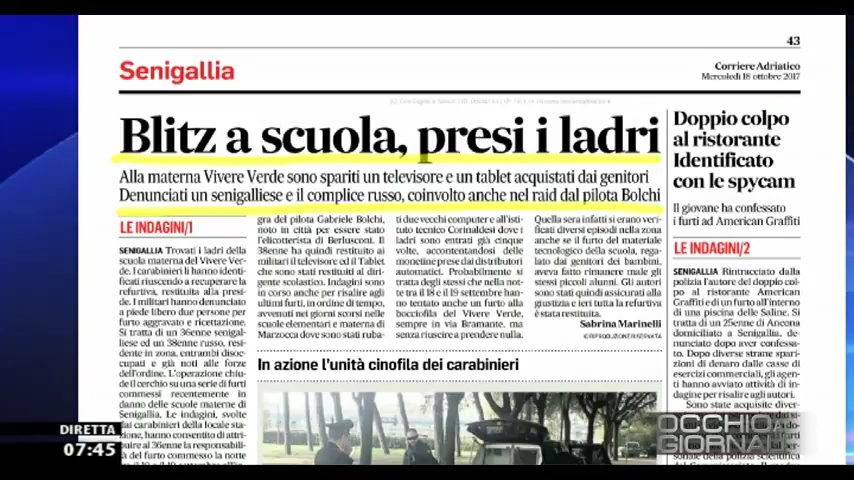 43
Senigallia
Corriere Adriatico
Mercoledì 18 ottobre 2017
Blitz a scuola, presi i ladri
Alla materna Vivere Verde sono spariti un televisore e un tablet acquistati dai genitori
Denunciati un senigalliese e il complice russo, coinvolto anche nel raid dal pilota Bolchi
LE INDAGINI/1
SENIGALLIA Trovati i ladri della
scuola materna del Vivere Ver-
de. I carabinieri li hanno identi-
ficati riuscendo a recuperare la
refurtiva, restituita alla presi-
de. I militari hanno denunciato
a piede libero due persone per
furto aggravato e ricettazione.
Si tratta di un 36enne senigal-
liese ed un 38enne russo, resi-
dente in zona, entrambi disoc-
cupati e già noti alle forze
dell'ordine. L'operazione chiu-
de il cerchio su una serie di furti
commessi recentemente in
danno delle scuole materne di
Senigallia. Le indagini, svolte
dai carabinieri della locale sta-
zione, hanno consentito di attri-
buire al 36enne la responsabili-
tà del furto commesso la notte
gra del pilota Gabriele Bolchi,
noto in città per essere stato
l'elicotterista di Berlusconi. Il
38enne ha quindi restituito ai
militari il televisore ed il Tablet
che sono stati restituiti al diri-
gente scolastico. Indagini sono
in corso anche per risalire agli
ultimi furti, in ordine di tempo,
avvenuti nei giorni scorsi nelle
scuole elementari e materna di
Marzocca dove sono stati ruba-
ti due vecchi computer e all'isti-
tuto tecnico Corinaldesi dove i
ladri sono entrati già cinque
volte, accontentandosi delle
monetine prese dai distributori
automatici. Probabilmente si
tratta degli stessi che nella not-
te tra il 18 e il 19 settembre han-
no tentato anche un furto alla
bocciofila del Vivere Verde,
sempre in via Bramante, ma
senza riuscire a prendere nulla.
Quella sera infatti si erano veri-
ficati diversi episodi nella zona
anche se il furto del materiale
tecnologico della scuola, rega-
lato dai genitori dei bambini,
aveva fatto rimanere male gli
stessi piccoli alunni. Gli autori
sono stati quindi assicurati alla
giustizia e ieri tutta la refurtiva
è stata restituita.
Sabrina Marinelli
© RIPRODUZIONE RISERVATA
In azione l'unità cinofila dei carabinieri
Doppio colpo
al ristorante
Identificato
con le spycam
Il giovane ha confessato
i furti ad American Graffiti
LE INDAGINI/2
SENIGALLIA Rintracciato dalla
polizia l'autore del doppio col-
po al ristorante American
Graffiti e di un furto all'interno
di una piscina delle Saline. Si
tratta di un 25enne di Ancona
domiciliato a Senigallia, de-
nunciato dopo aver confessa-
to. Dopo diverse strane spari-
zioni di denaro dalle casse di
esercizi commerciali, gli agen-
ti hanno avviato attività di in-
dagine per risalire agli autori.
Sono state acquisite diver-
DIRETTA
07:45
OCCHIO AI
GIORNALI